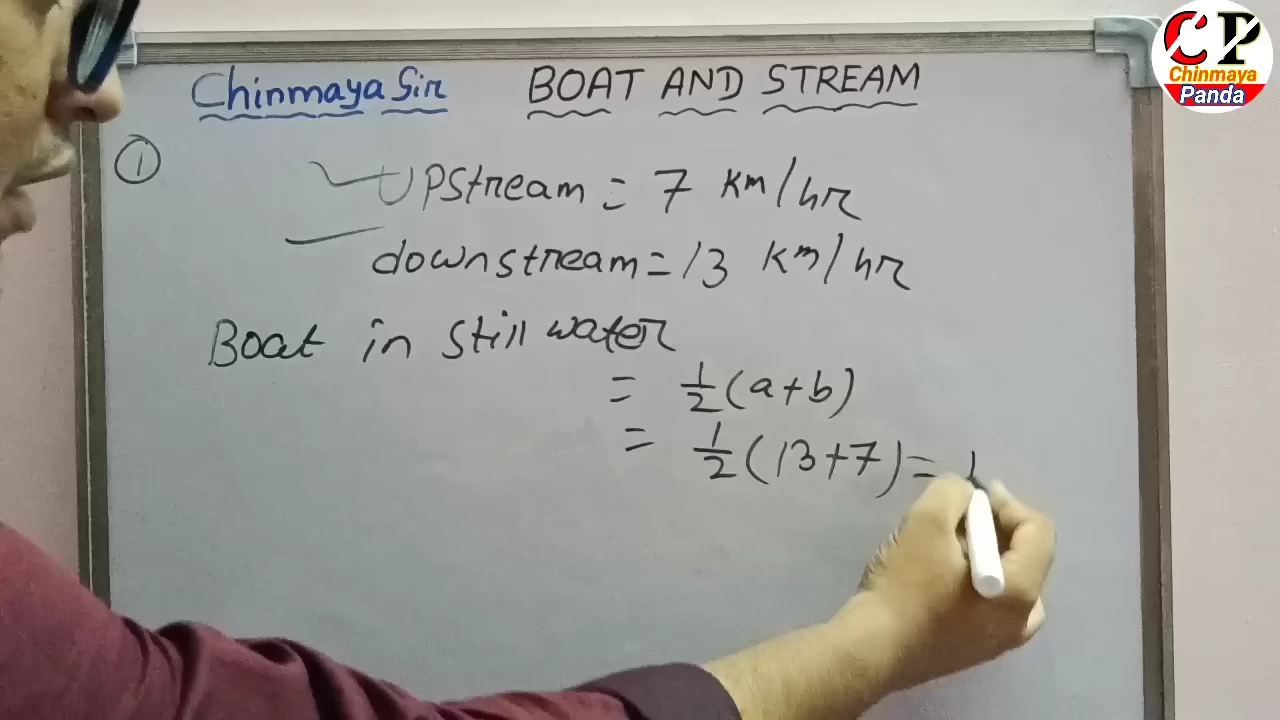 Chinmaya Sir BOAT AND STREAM
CP
Chinmaya
Panda
①
Upstream = 7 km/hr
downstream = 13 km/hr
Boat in still water
= 1/2 (a+b)
= 1/2 (13+7) = 1